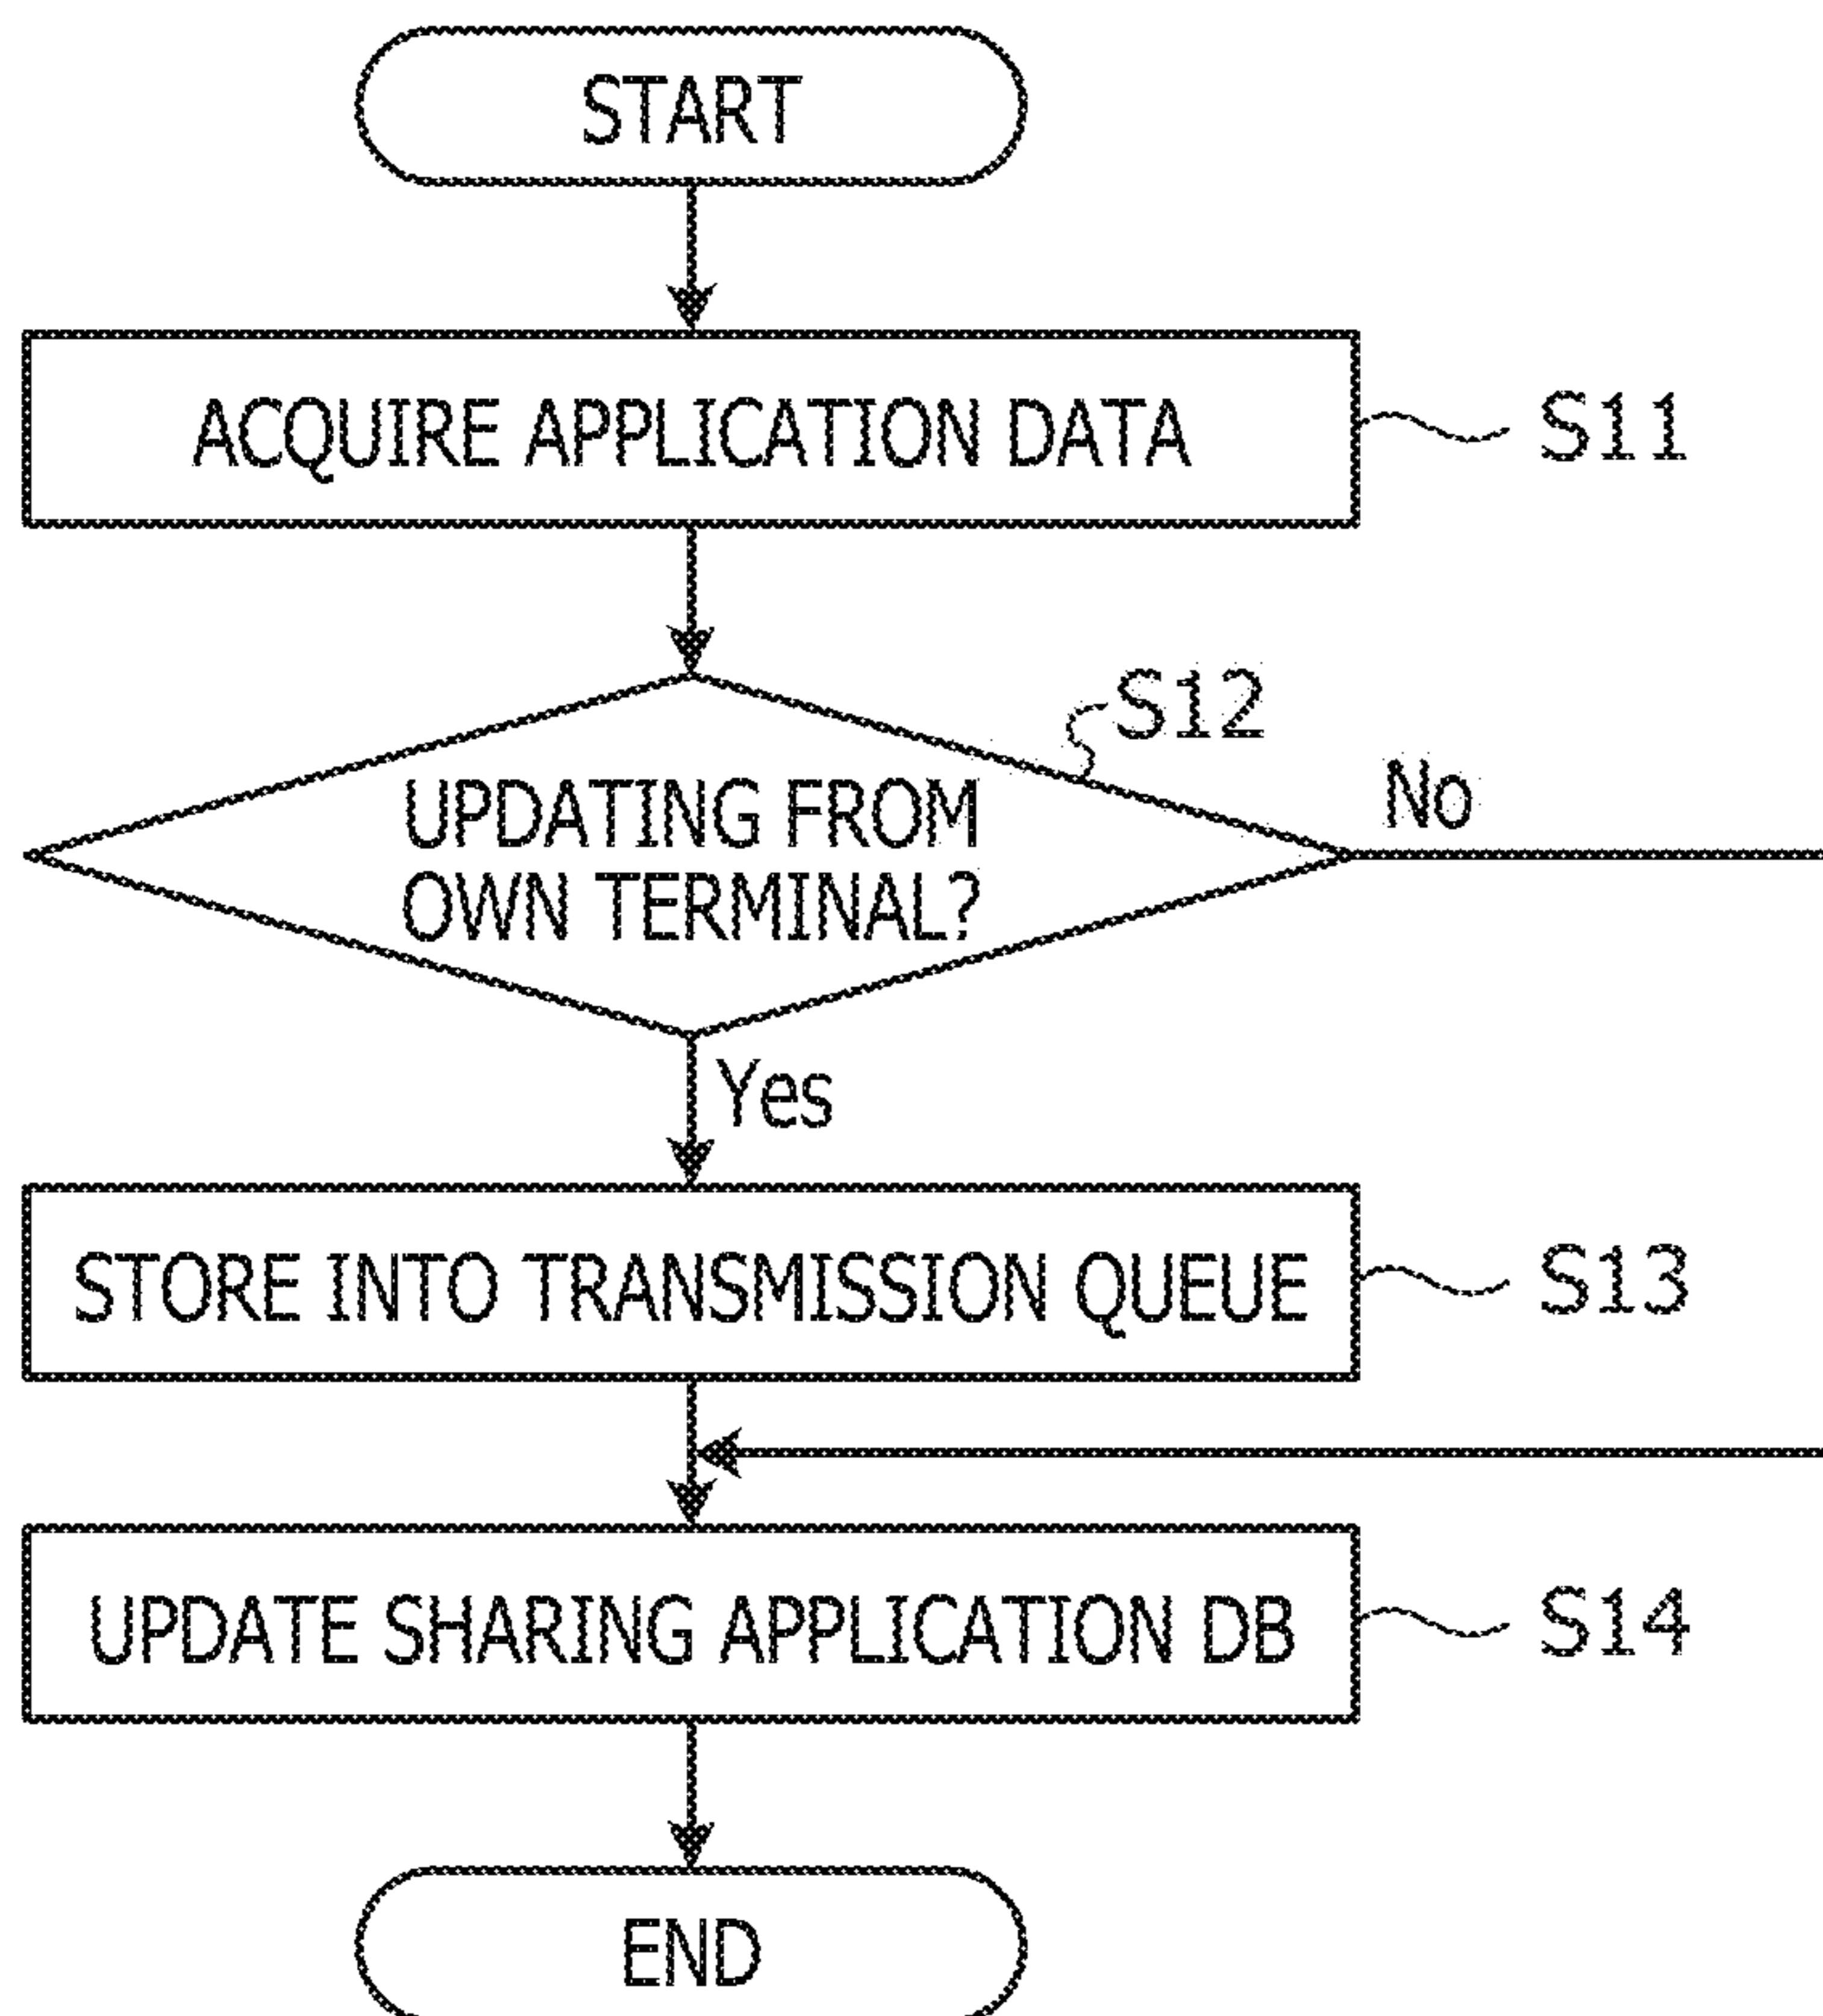 START
ACQUIRE APPLICATION DATA
S11
S12
UPDATING FROM
OWN TERMINAL?
No
Yes
STORE INTO TRANSMISSION QUEUE
S13
UPDATE SHARING APPLICATION DB
S14
END